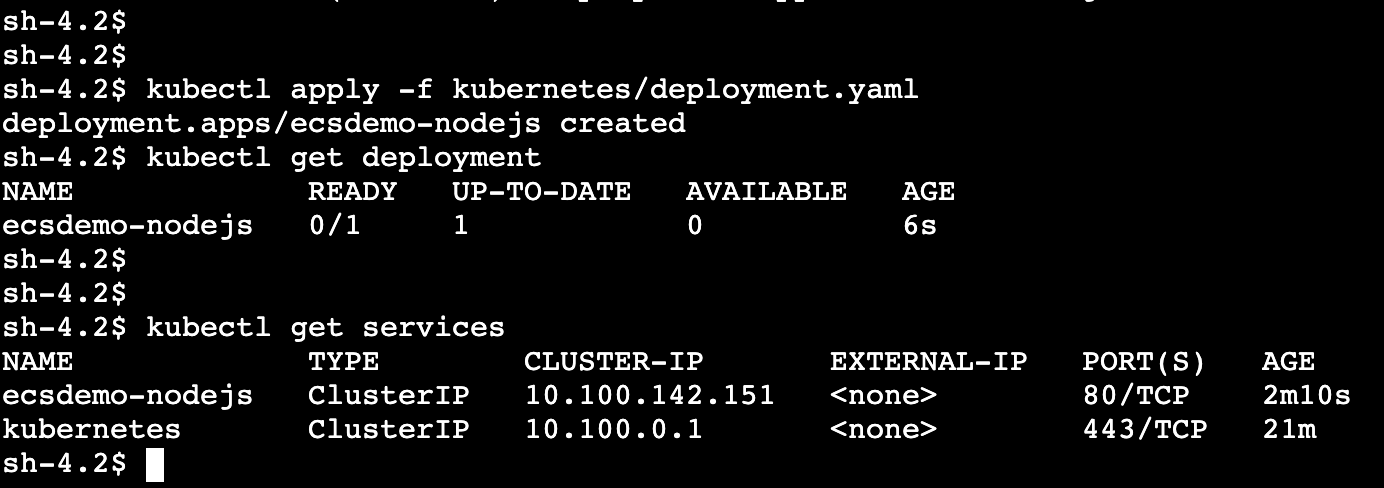 sh-4.2$
sh-4.2$
sh-4.2$ kubectl apply -f kubernetes/deployment.yaml
deployment.apps/ecsdemo-nodejs created
sh-4.2$ kubectl get deployment
NAME             READY   UP-TO-DATE   AVAILABLE   AGE
ecsdemo-nodejs   0/1     1            0           6s
sh-4.2$
sh-4.2$
sh-4.2$ kubectl get services
NAME             TYPE        CLUSTER-IP       EXTERNAL-IP   PORT(S)   AGE
ecsdemo-nodejs   ClusterIP   10.100.142.151   <none>        80/TCP    2m10s
kubernetes       ClusterIP   10.100.0.1       <none>        443/TCP   21m
sh-4.2$